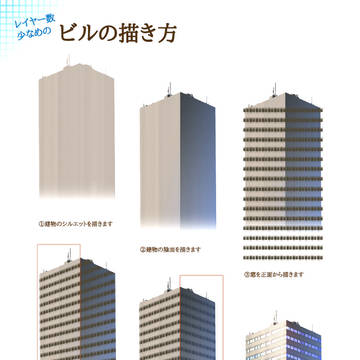 レイヤー数
少なめの
ビルの描き方
①建物のシルエットを描きます
②建物の陰面を描きます
③窓を正面から描きます